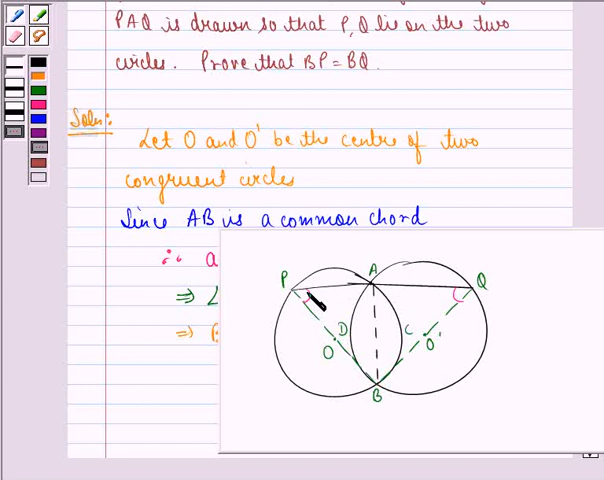 PAQ is drawn so that P, Q lie on the two
circles. Prove that BP = BQ.
Soln:
Let O and O' be the centre of two
congruent circles
Since AB is a common chord
∴ a
⇒ ∠
⇒ B
P
A
Q
D
C
O
O'
B